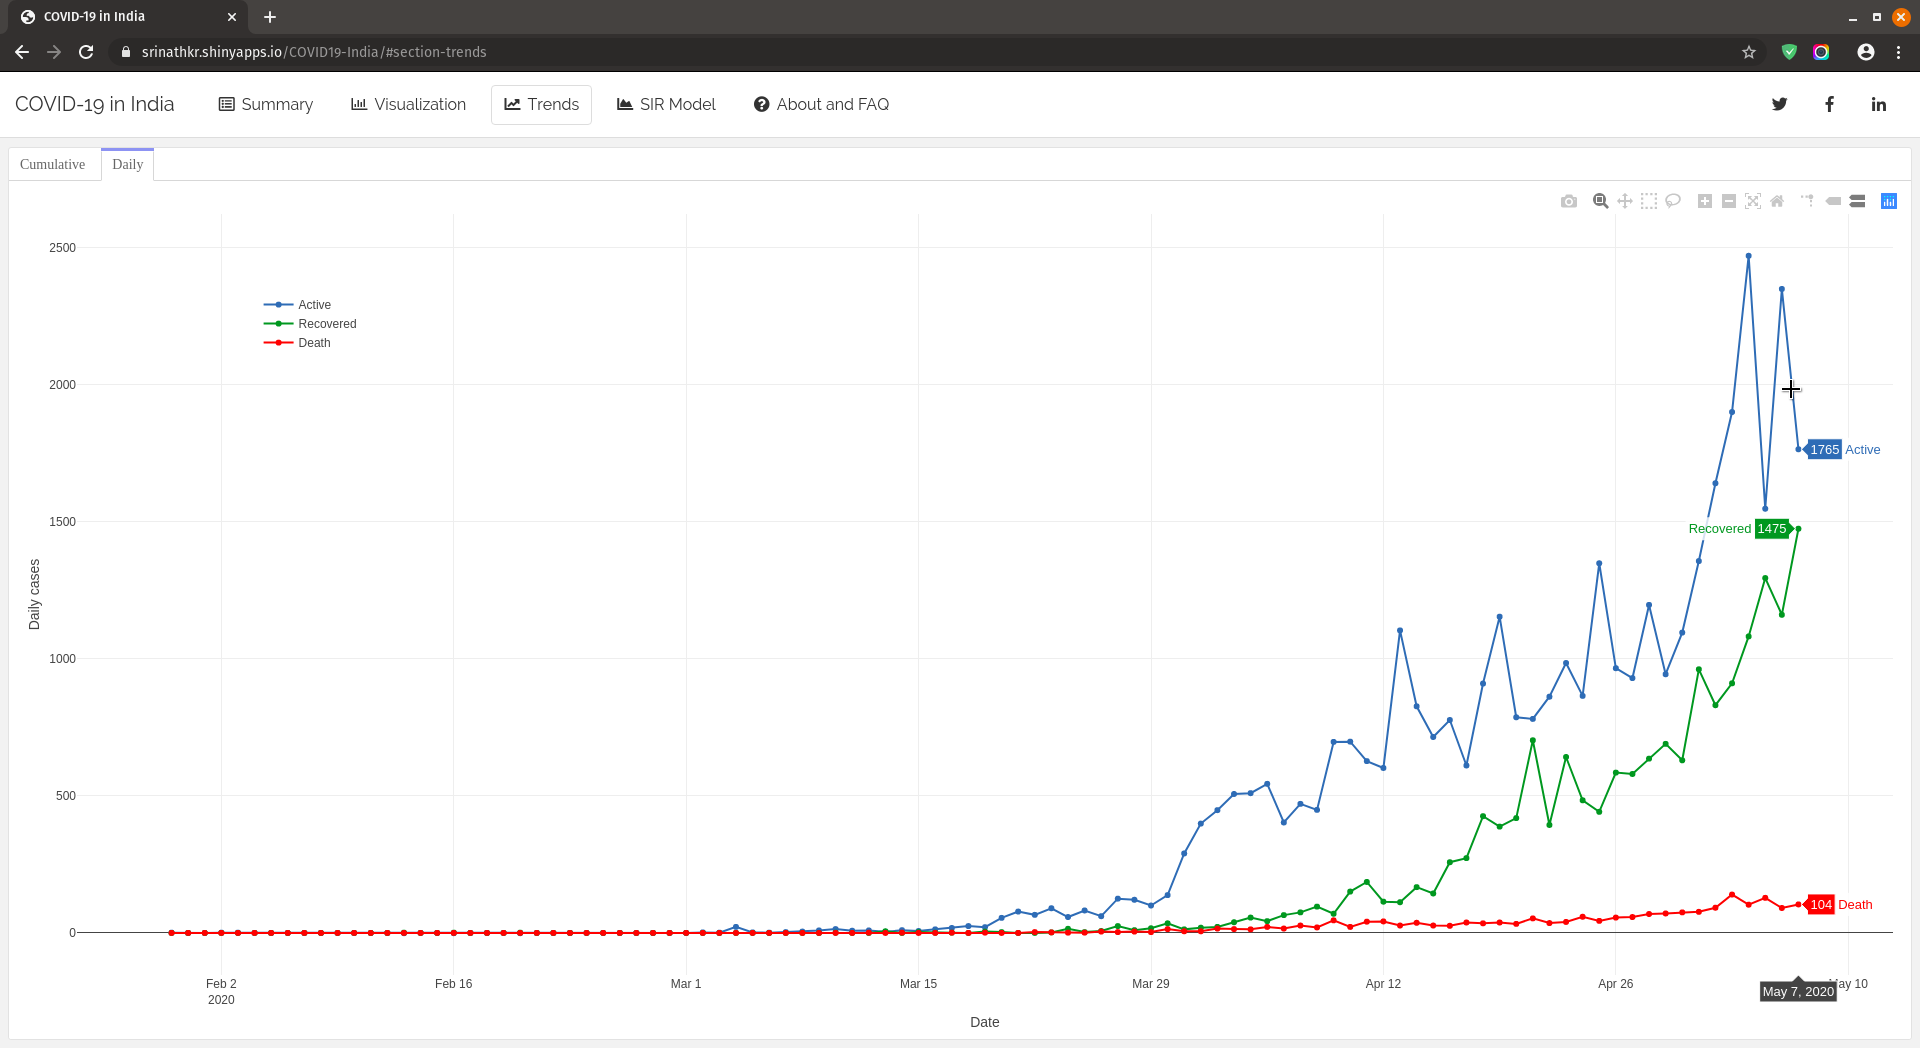 COVID-19 in India
srinathkr.shinyapps.io/COVID19-India/#section-trends
COVID-19 in India
Summary
Visualization
Trends
SIR Model
About and FAQ
Cumulative
Daily
2500
2000
1500
1000
500
0
Daily cases
Active
Recovered
Death
1765 Active
Recovered 1475
104 Death
Feb 2
2020
Feb 16
Mar 1
Mar 15
Mar 29
Apr 12
Apr 26
May 7, 2020
May 10
Date